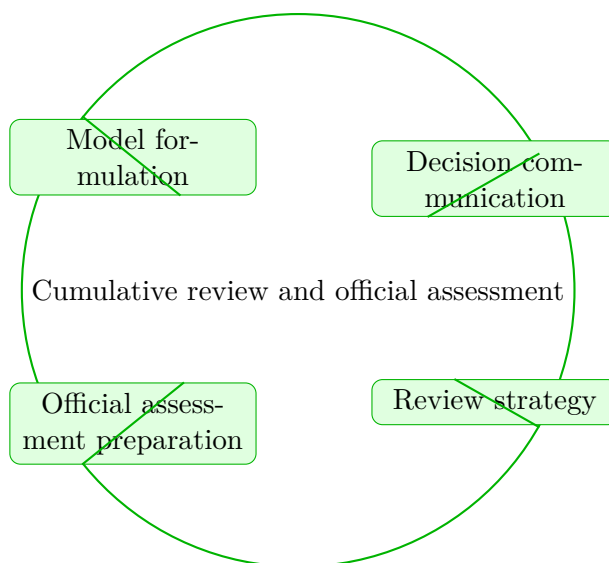 Model for-
mulation
Decision com-
munication
Cumulative review and official assessment
Official assess-
ment preparation
Review strategy